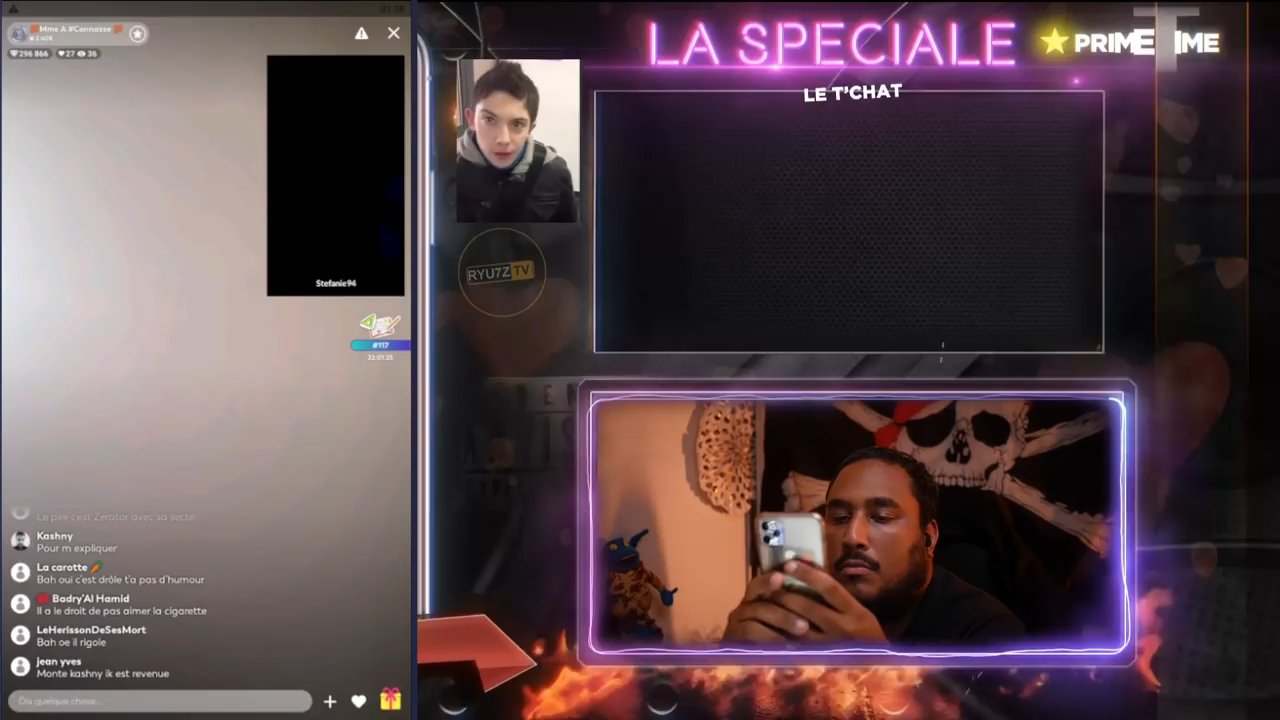 01:08
Mme A #Connasse
296 866
27
36
Stefanie94
#117
22.01.25
Le pire c'est Zerator avec sa secte
Kashny
Pour m expliquer
La carotte 🥕
Bah oui c'est drôle t'a pas d'humour
Badry'Al Hamid
Il a le droit de pas aimer la cigarette
LeHerissonDeSesMort
Bah oe il rigole
jean yves
Monte kashny ik est revenue
Dis quelque chose...
LA SPECIALE
PRIME TIME
LE T'CHAT
RYU7Z TV